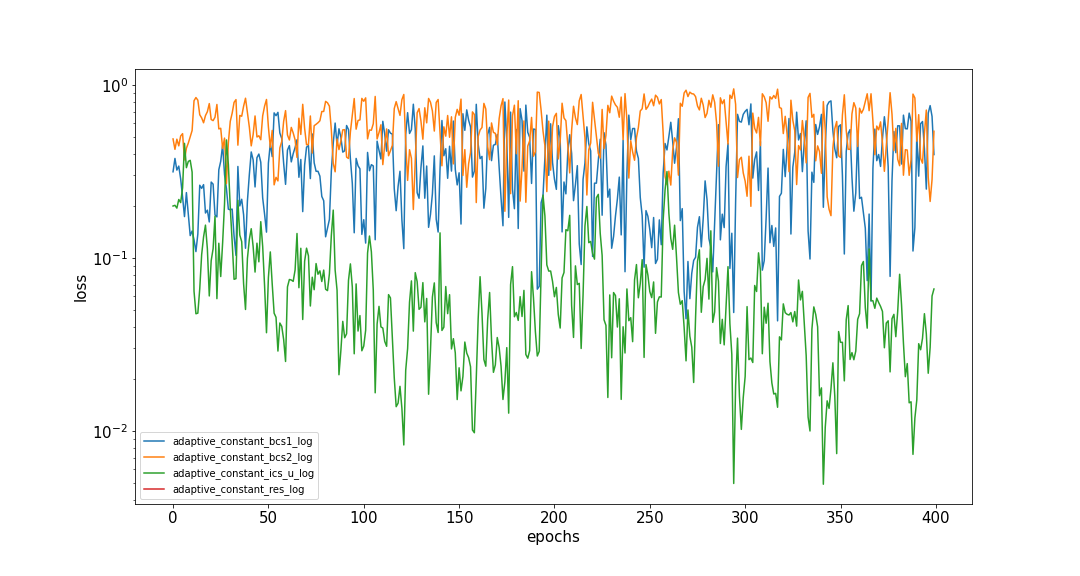 10⁰
10⁻¹
10⁻²
loss
adaptive_constant_bcs1_log
adaptive_constant_bcs2_log
adaptive_constant_ics_u_log
adaptive_constant_res_log
0 50 100 150 200 250 300 350 400
epochs